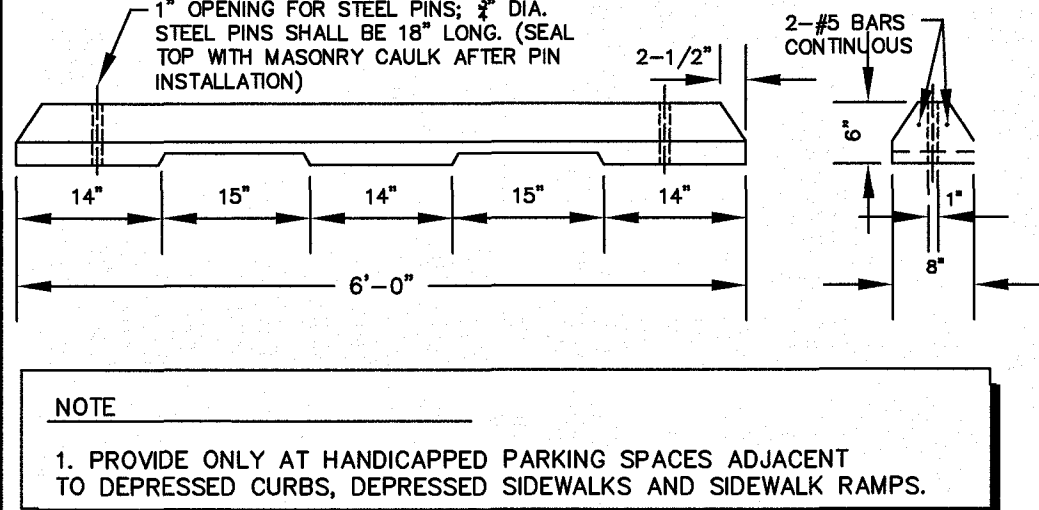 1" OPENING FOR STEEL PINS; ¾" DIA.
STEEL PINS SHALL BE 18" LONG. (SEAL
TOP WITH MASONRY CAULK AFTER PIN
INSTALLATION)
2-1/2"
2-#5 BARS
CONTINUOUS
6"
14"
15"
14"
15"
14"
1"
8"
6'-0"
NOTE
1. PROVIDE ONLY AT HANDICAPPED PARKING SPACES ADJACENT
TO DEPRESSED CURBS, DEPRESSED SIDEWALKS AND SIDEWALK RAMPS.